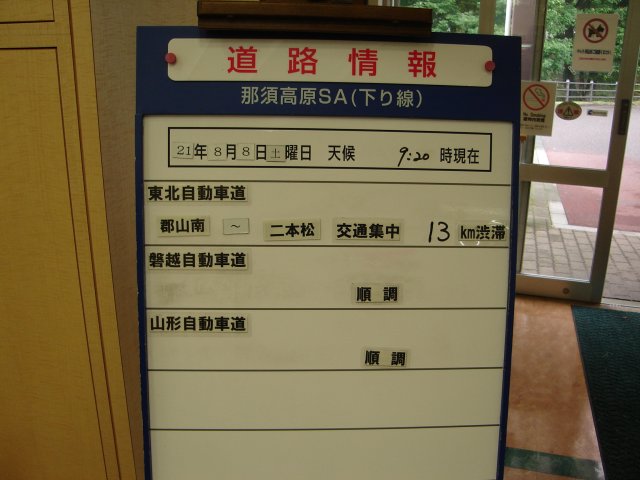 道路情報
那須高原SA(下り線)
21年8月8日土曜日 天候 9:20 時現在
東北自動車道
郡山南 ～ 二本松 交通集中 13 km渋滞
磐越自動車道
順調
山形自動車道
順調
No Smoking